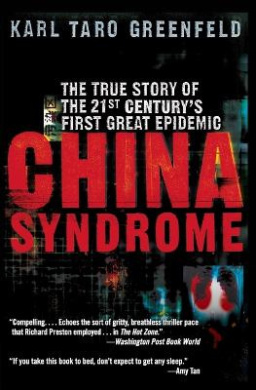 KARL TARO GREENFELD
THE TRUE STORY OF
THE 21ST CENTURY'S
FIRST GREAT EPIDEMIC
CHINA
SYNDROME
"Compelling. . . . Echoes the sort of gritty, breathless thriller pace
that Richard Preston employed . . . in The Hot Zone."
—Washington Post Book World
"If you take this book to bed, don't expect to get any sleep."
—Amy Tan